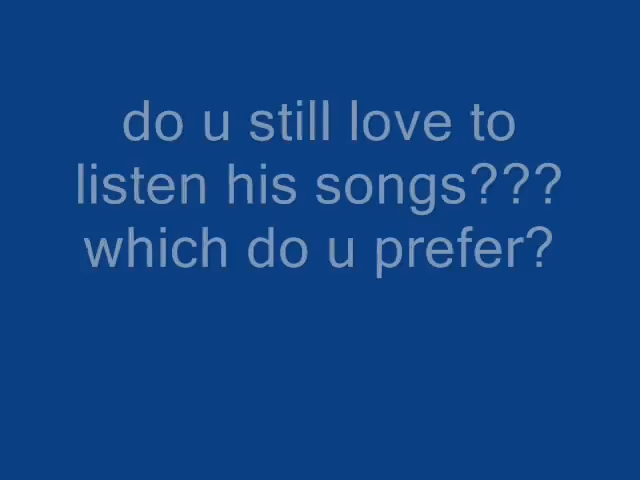 do u still love to
listen his songs???
which do u prefer?